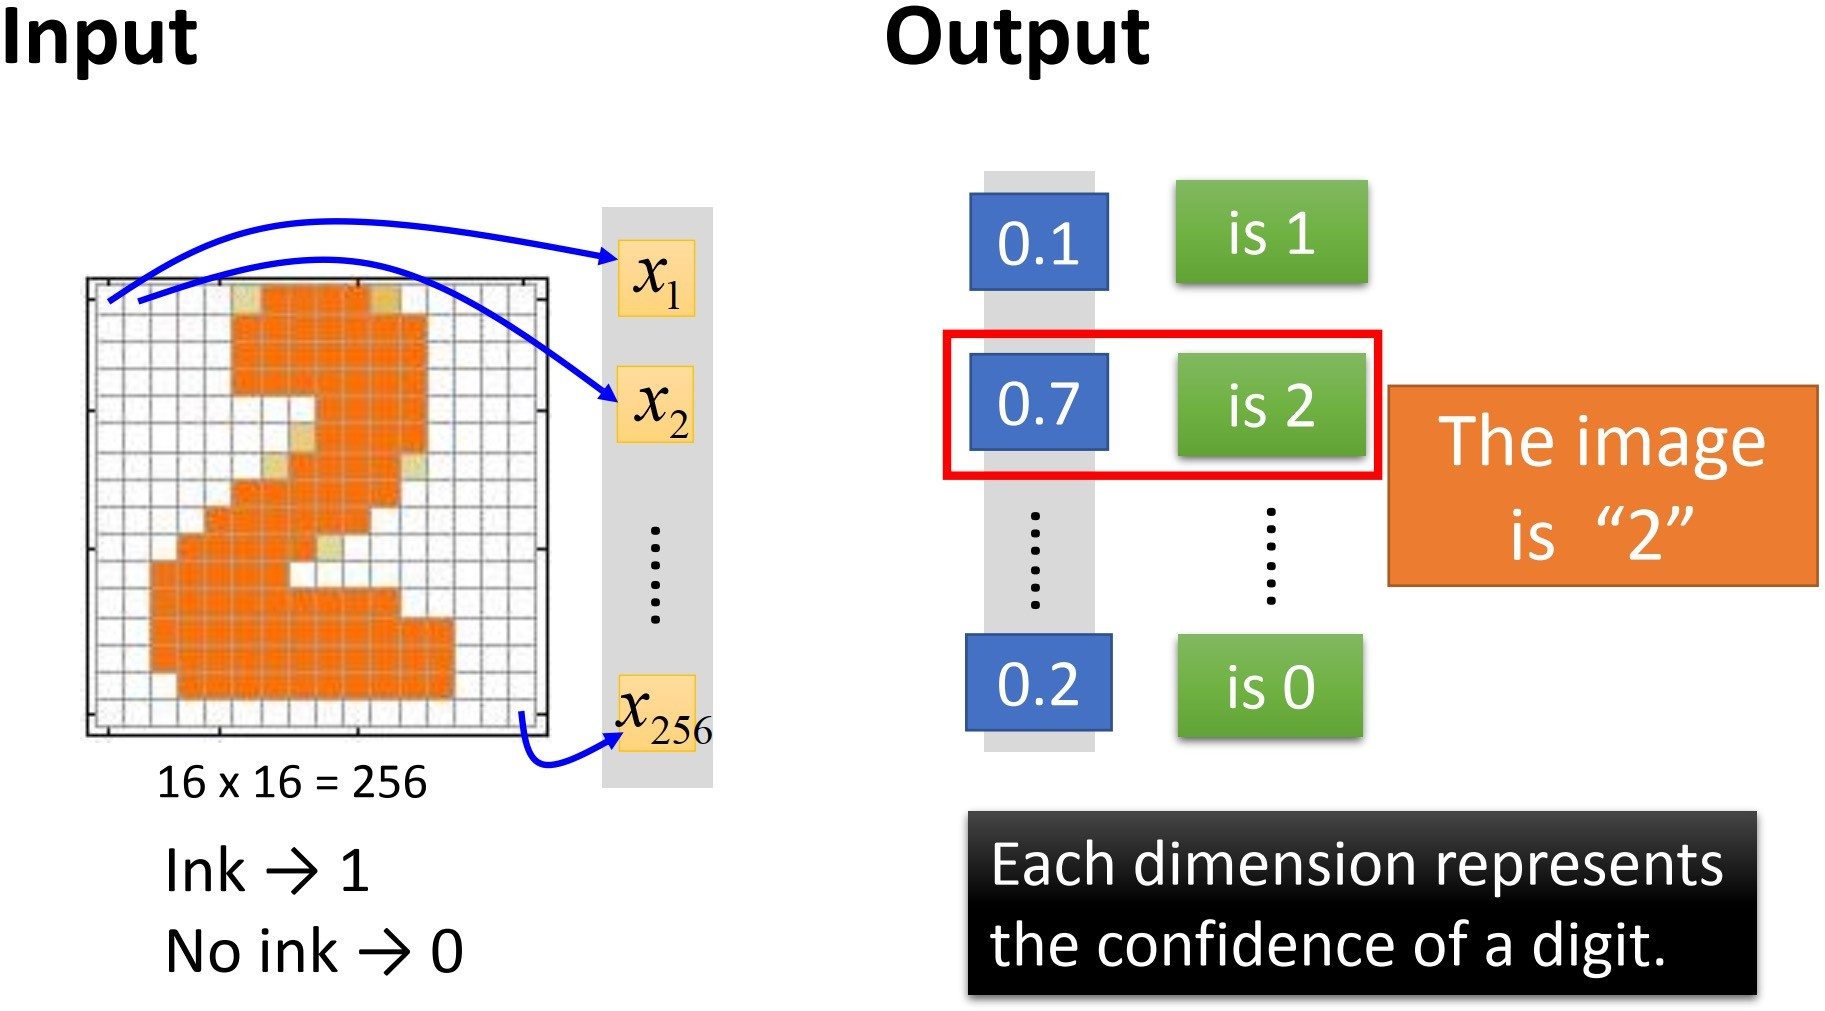 Input
x1
x2
x256
16 x 16 = 256
Ink → 1
No ink → 0
Output
0.1 is 1
0.7 is 2
0.2 is 0
The image
is “2”
Each dimension represents
the confidence of a digit.